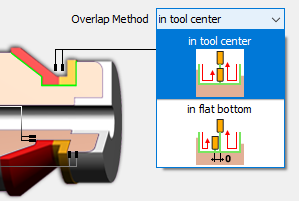 Overlap Method in tool center
in tool center
in flat bottom
0